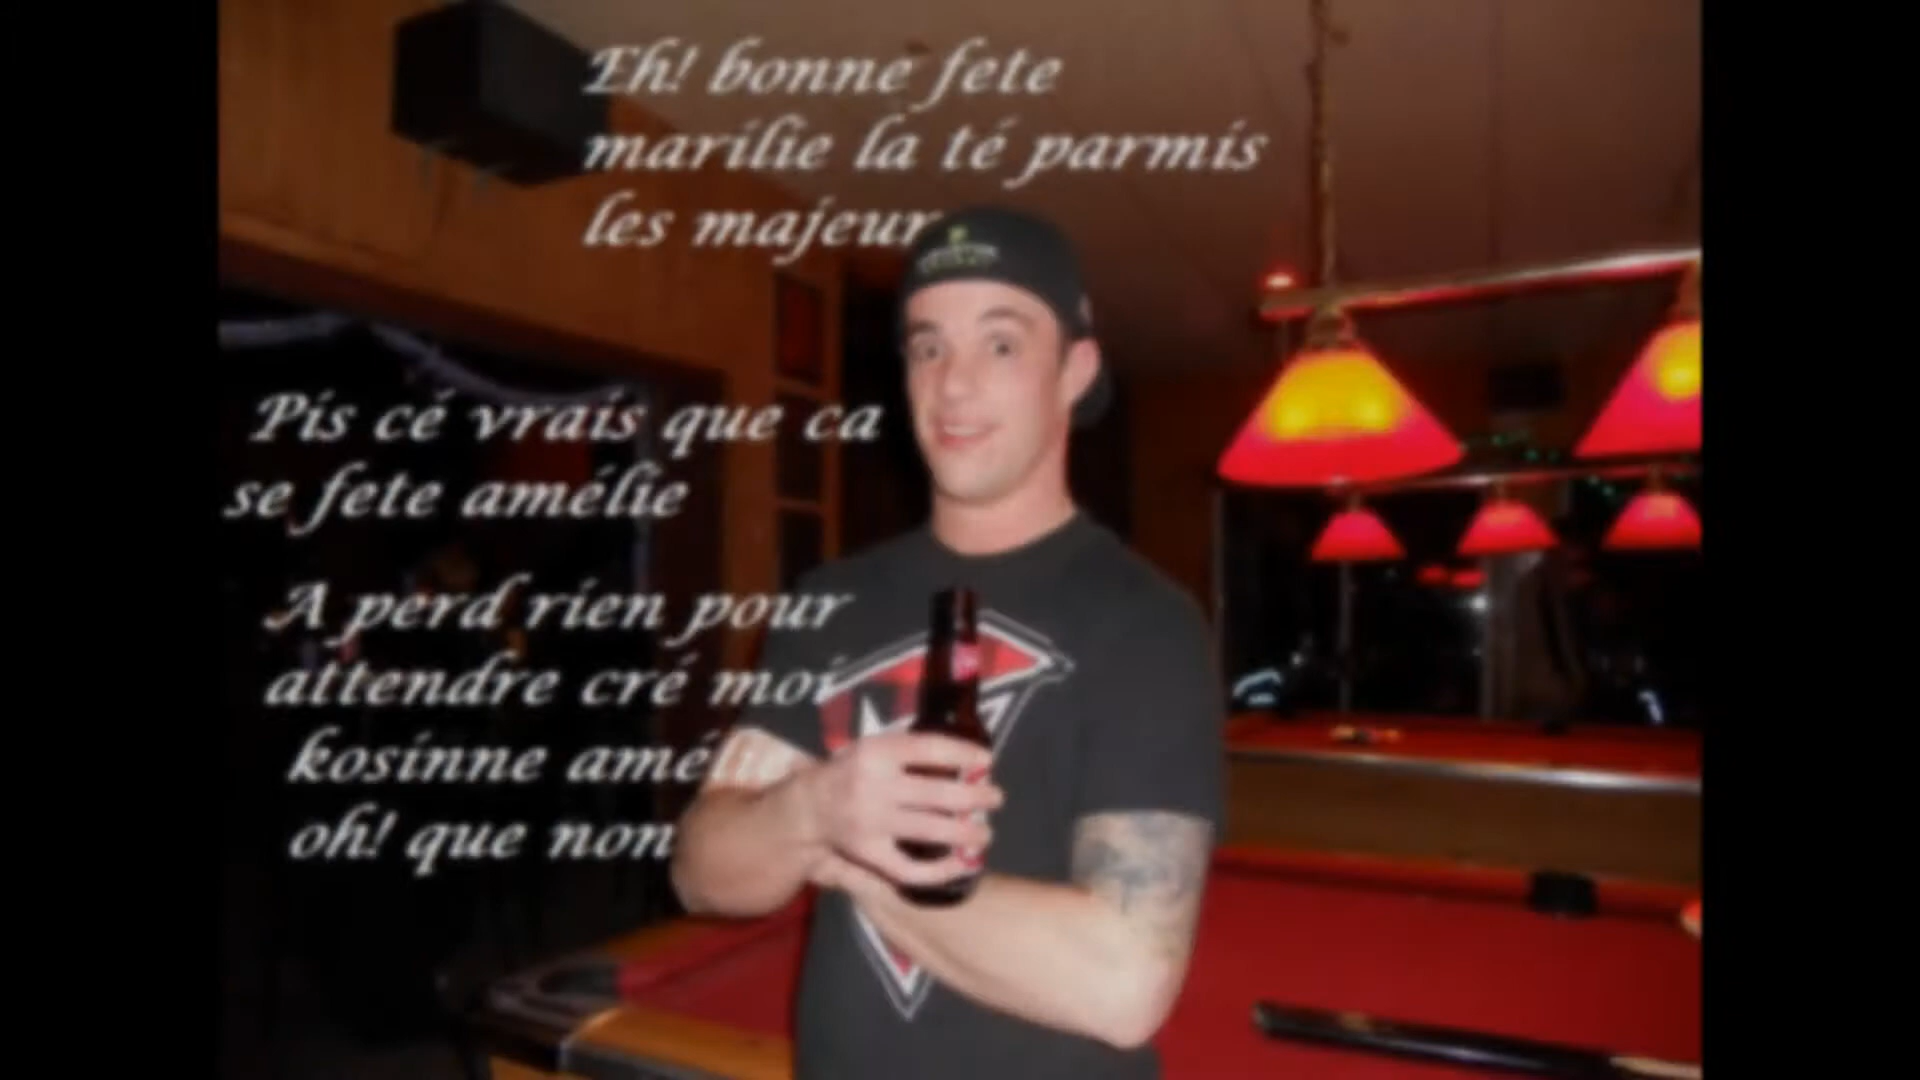 Eh! bonne fete
marilie la té parmis
les majeur
Pis cé vrais que ca
se fete amélie
A perd rien pour
attendre cré moi
kosinne amélie
oh! que non